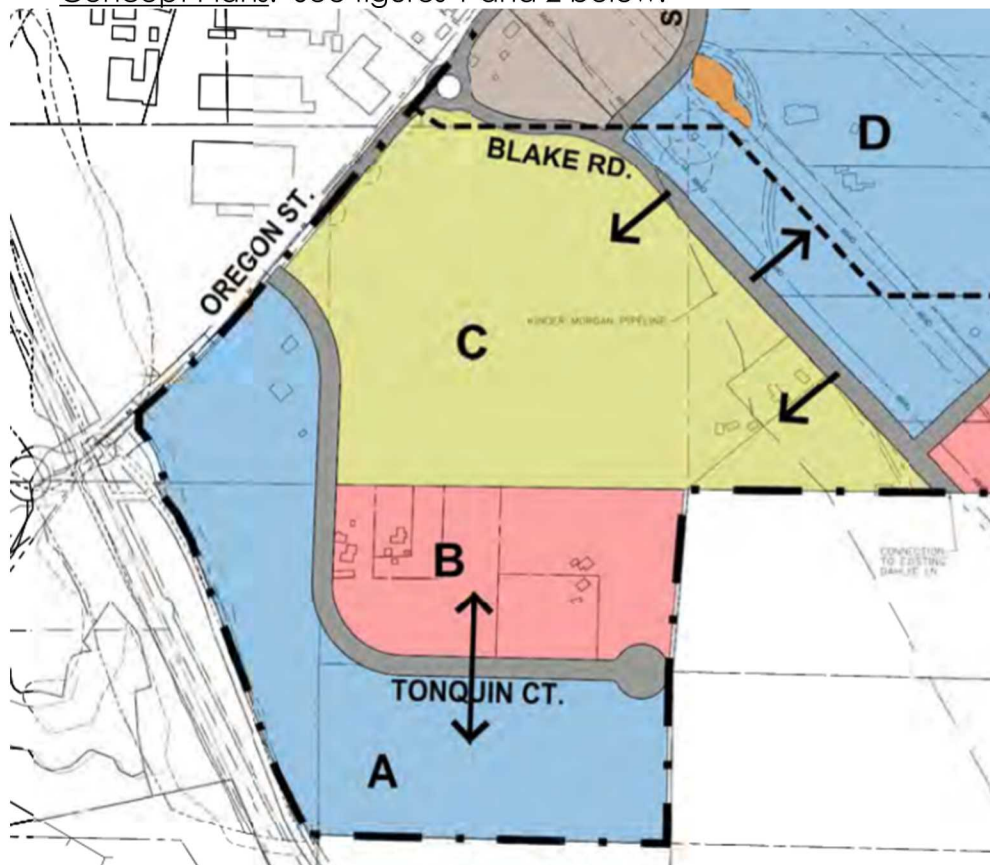 Concept Plans. See figures 1 and 2 below.
S
D
BLAKE RD.
OREGON ST.
KINDER MORGAN PIPELINE
C
CONNECTION
TO EXISTING
DAHLKE LN
B
TONQUIN CT.
A